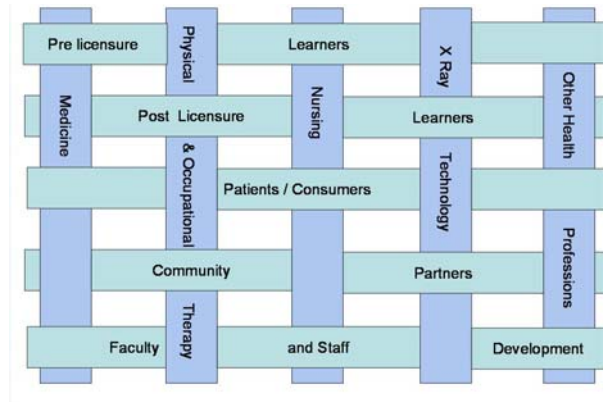 Pre licensure Learners
Post Licensure Learners
Patients / Consumers
Community Partners
Faculty and Staff Development
Medicine
Physical & Occupational Therapy
Nursing
X Ray Technology
Other Health Professions